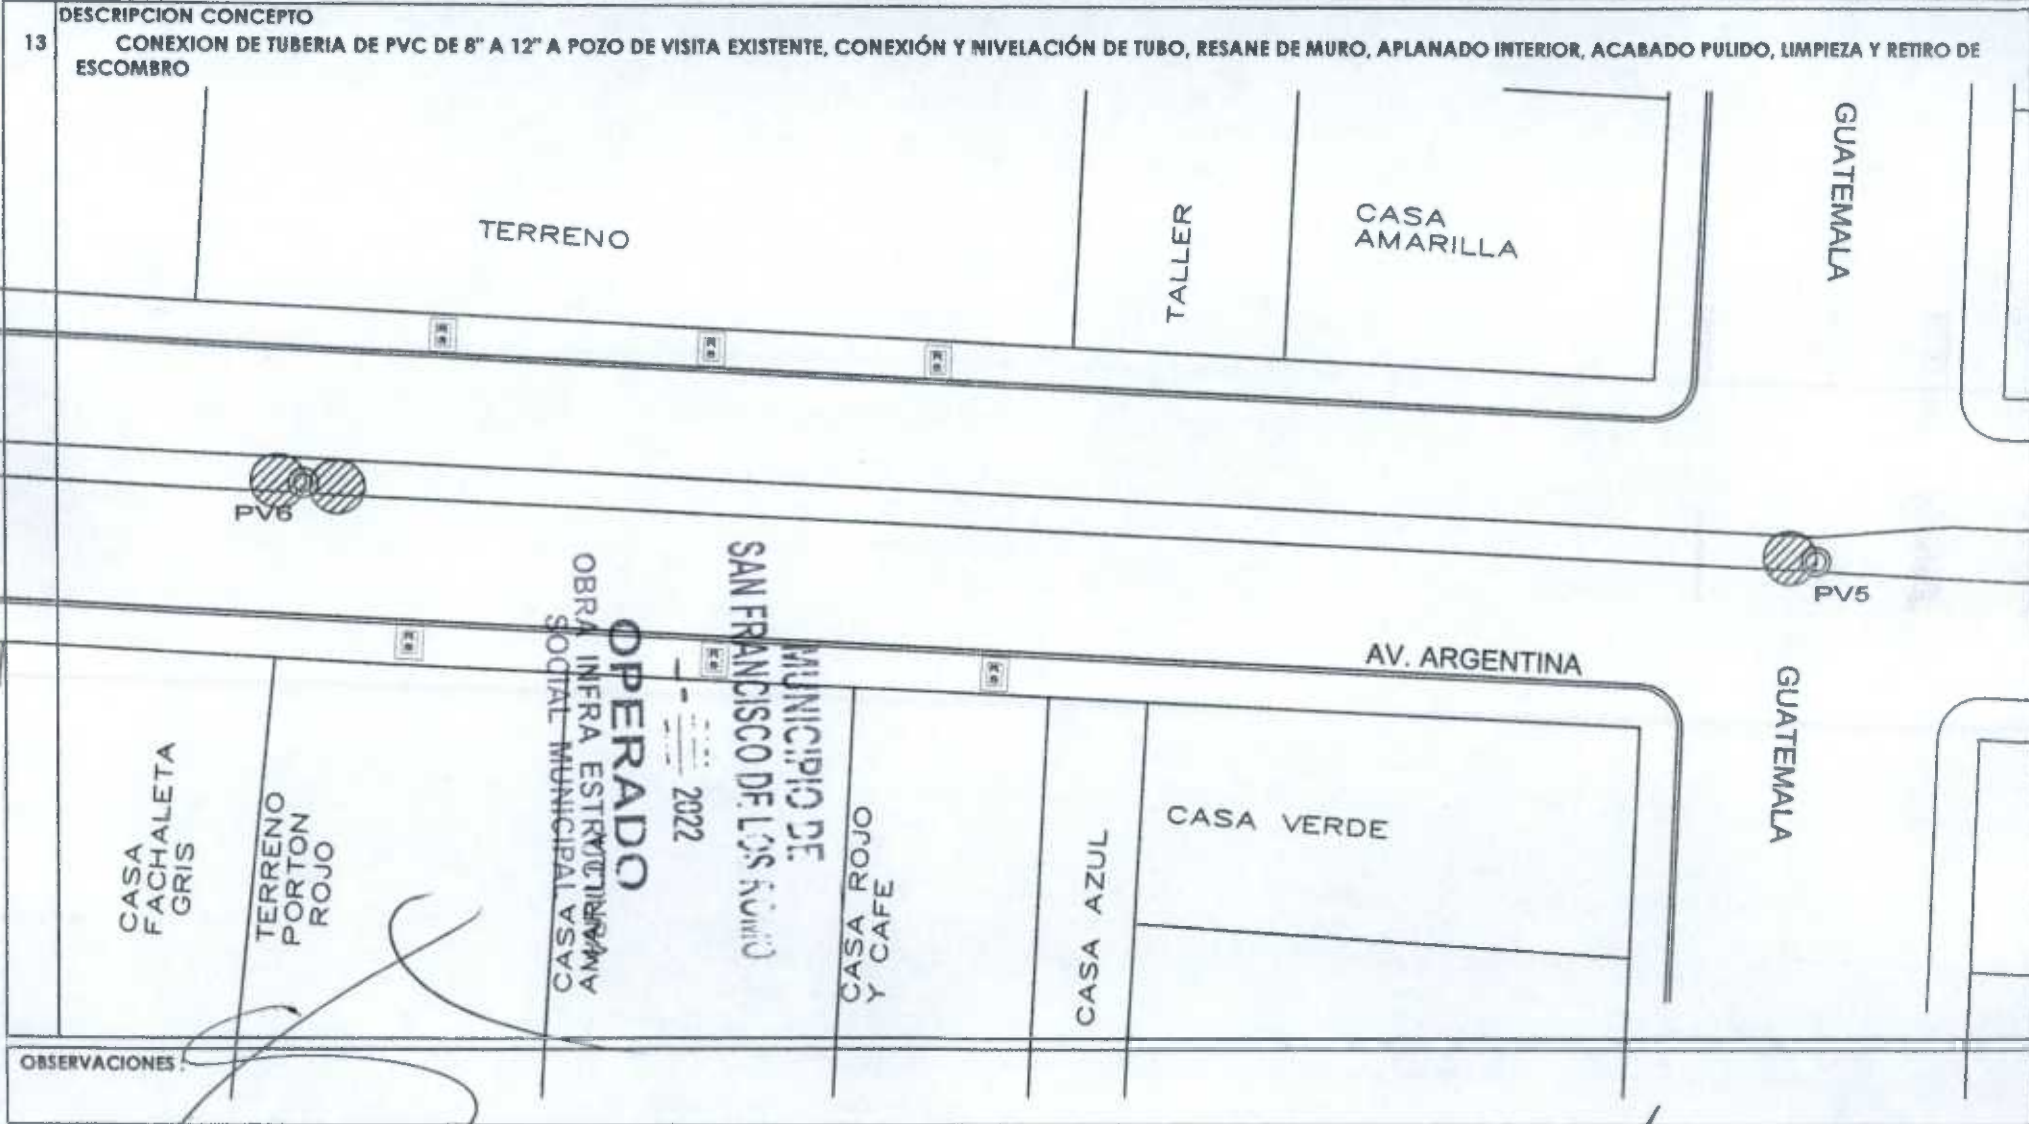 DESCRIPCION CONCEPTO
13 CONEXION DE TUBERIA DE PVC DE 8" A 12" A POZO DE VISITA EXISTENTE, CONEXIÓN Y NIVELACIÓN DE TUBO, RESANE DE MURO, APLANADO INTERIOR, ACABADO PULIDO, LIMPIEZA Y RETIRO DE
ESCOMBRO
TERRENO
TALLER
CASA
AMARILLA
GUATEMALA
PV6
PV5
AV. ARGENTINA
GUATEMALA
MUNICIPIO DE
SAN FRANCISCO DE LOS ROMO
2022
OPERADO
OBRA INFRA ESTRUCTURA
SOCIAL MUNICIPAL
CASA
FACHALETA
GRIS
TERRENO
PORTON
ROJO
CASA
AMARILLA
CASA ROJO
Y CAFE
CASA AZUL
CASA VERDE
OBSERVACIONES: